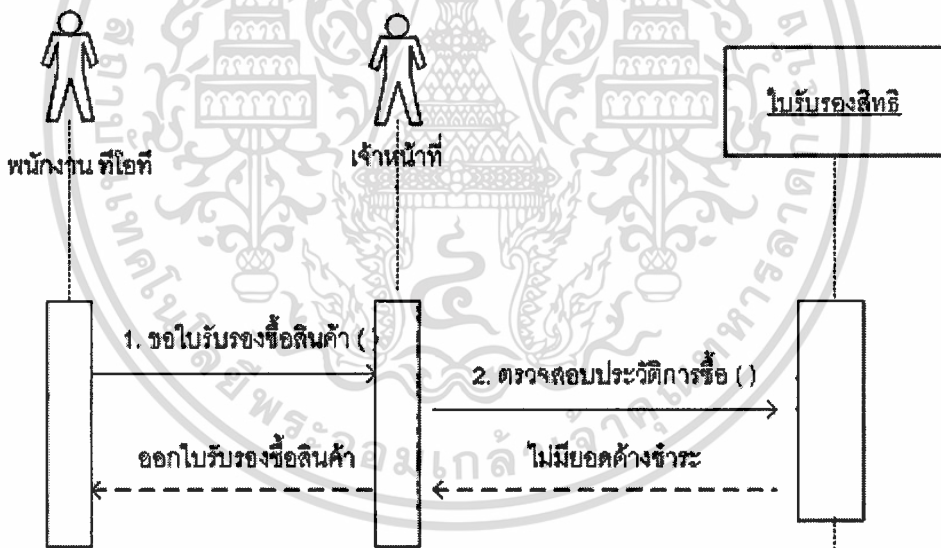 พนักงาน ทีโอที
เจ้าหน้าที่
ใบรับรองสิทธิ
1. ขอใบรับรองซื้อสินค้า ( )
2. ตรวจสอบประวัติการซื้อ ( )
ออกใบรับรองซื้อสินค้า
ไม่มียอดค้างชำระ